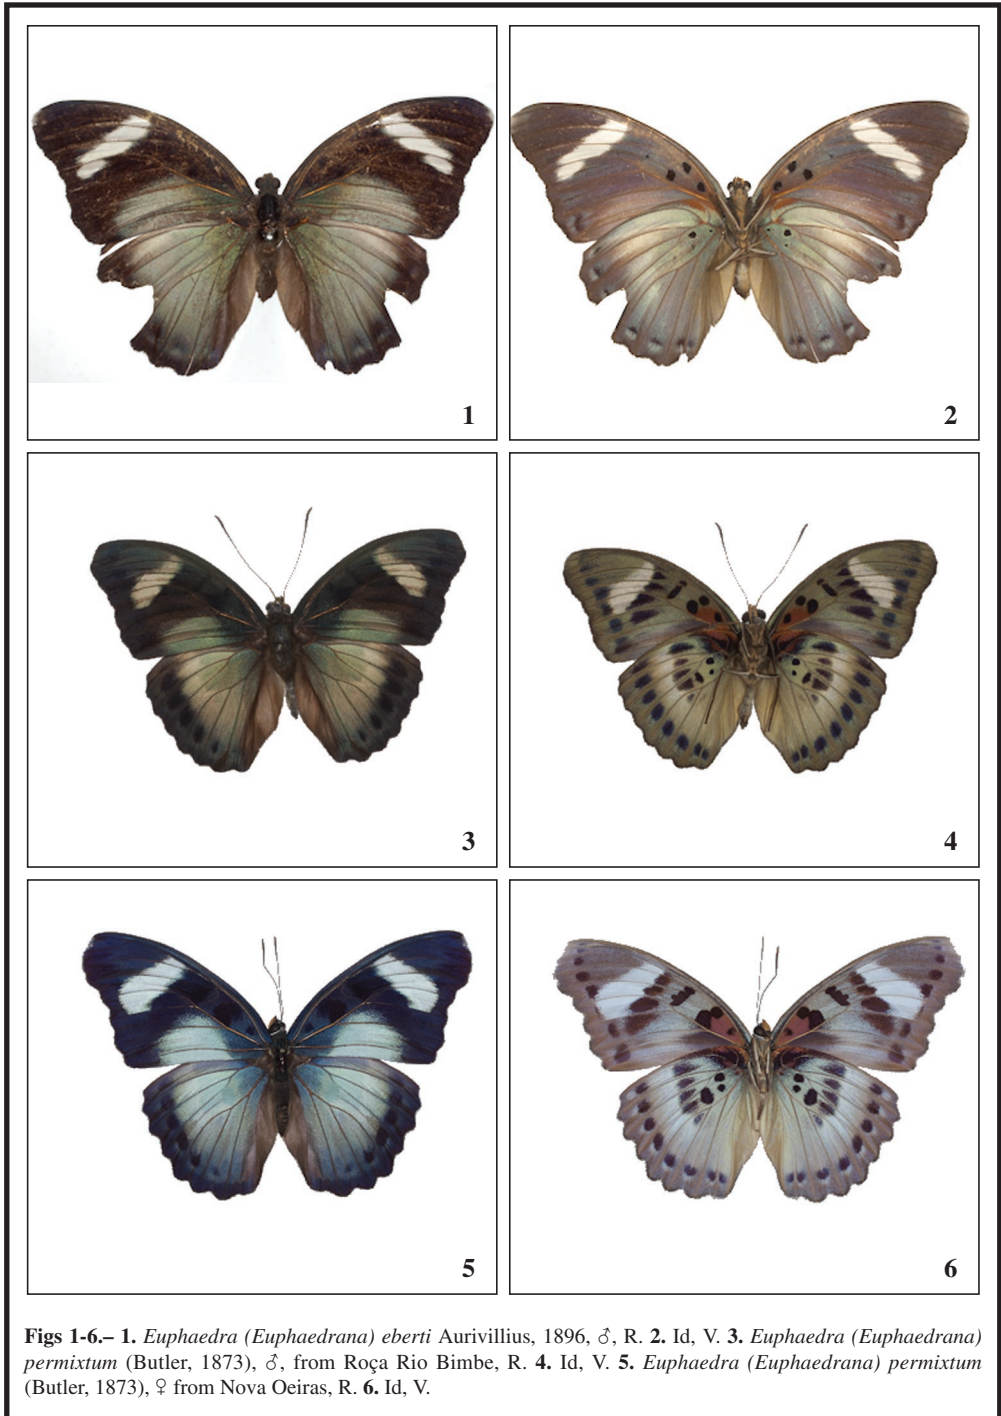 1
2
3
4
5
6
Figs 1-6.– 1. Euphaedra (Euphaedrana) eberti Aurivillius, 1896, ♂, R. 2. Id, V. 3. Euphaedra (Euphaedrana)
permixtum (Butler, 1873), ♂, from Roça Rio Bimbe, R. 4. Id, V. 5. Euphaedra (Euphaedrana) permixtum
(Butler, 1873), ♀ from Nova Oeiras, R. 6. Id, V.